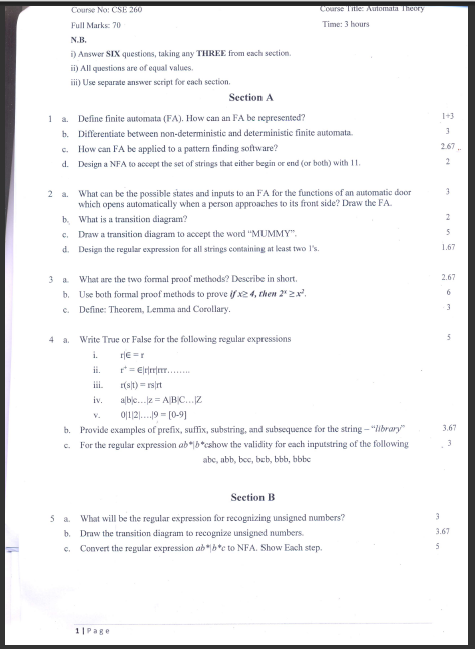 Course No: CSE 260 Course Title: Automata Theory
Full Marks: 70 Time: 3 hours
N.B.
i) Answer SIX questions, taking any THREE from each section.
ii) All questions are of equal values.
iii) Use separate answer script for each section.
Section A
1 a. Define finite automata (FA). How can an FA be represented? 1+3
b. Differentiate between non-deterministic and deterministic finite automata. 3
c. How can FA be applied to a pattern finding software? 2.67
d. Design a NFA to accept the set of strings that either begin or end (or both) with 11. 2
2 a. What can be the possible states and inputs to an FA for the functions of an automatic door 3
which opens automatically when a person approaches to its front side? Draw the FA.
b. What is a transition diagram? 2
c. Draw a transition diagram to accept the word “MUMMY”. 5
d. Design the regular expression for all strings containing at least two 1's. 1.67
3 a. What are the two formal proof methods? Describe in short. 2.67
b. Use both formal proof methods to prove if x≥ 4, then 2ˣ ≥ x². 6
c. Define: Theorem, Lemma and Corollary. 3
4 a. Write True or False for the following regular expressions 5
i. r|Є = r
ii. r* = Є|r|rr|rrr........
iii. r(s|t) = rs|rt
iv. a|b|c…|z = A|B|C…|Z
v. 0|1|2|….|9 = [0-9]
b. Provide examples of prefix, suffix, substring, and subsequence for the string – “library” 3.67
c. For the regular expression ab*|b*cshow the validity for each inputstring of the following 3
abc, abb, bcc, bcb, bbb, bbbc
Section B
5 a. What will be the regular expression for recognizing unsigned numbers? 3
b. Draw the transition diagram to recognize unsigned numbers. 3.67
c. Convert the regular expression ab*|b*c to NFA. Show Each step. 5
1 | Page